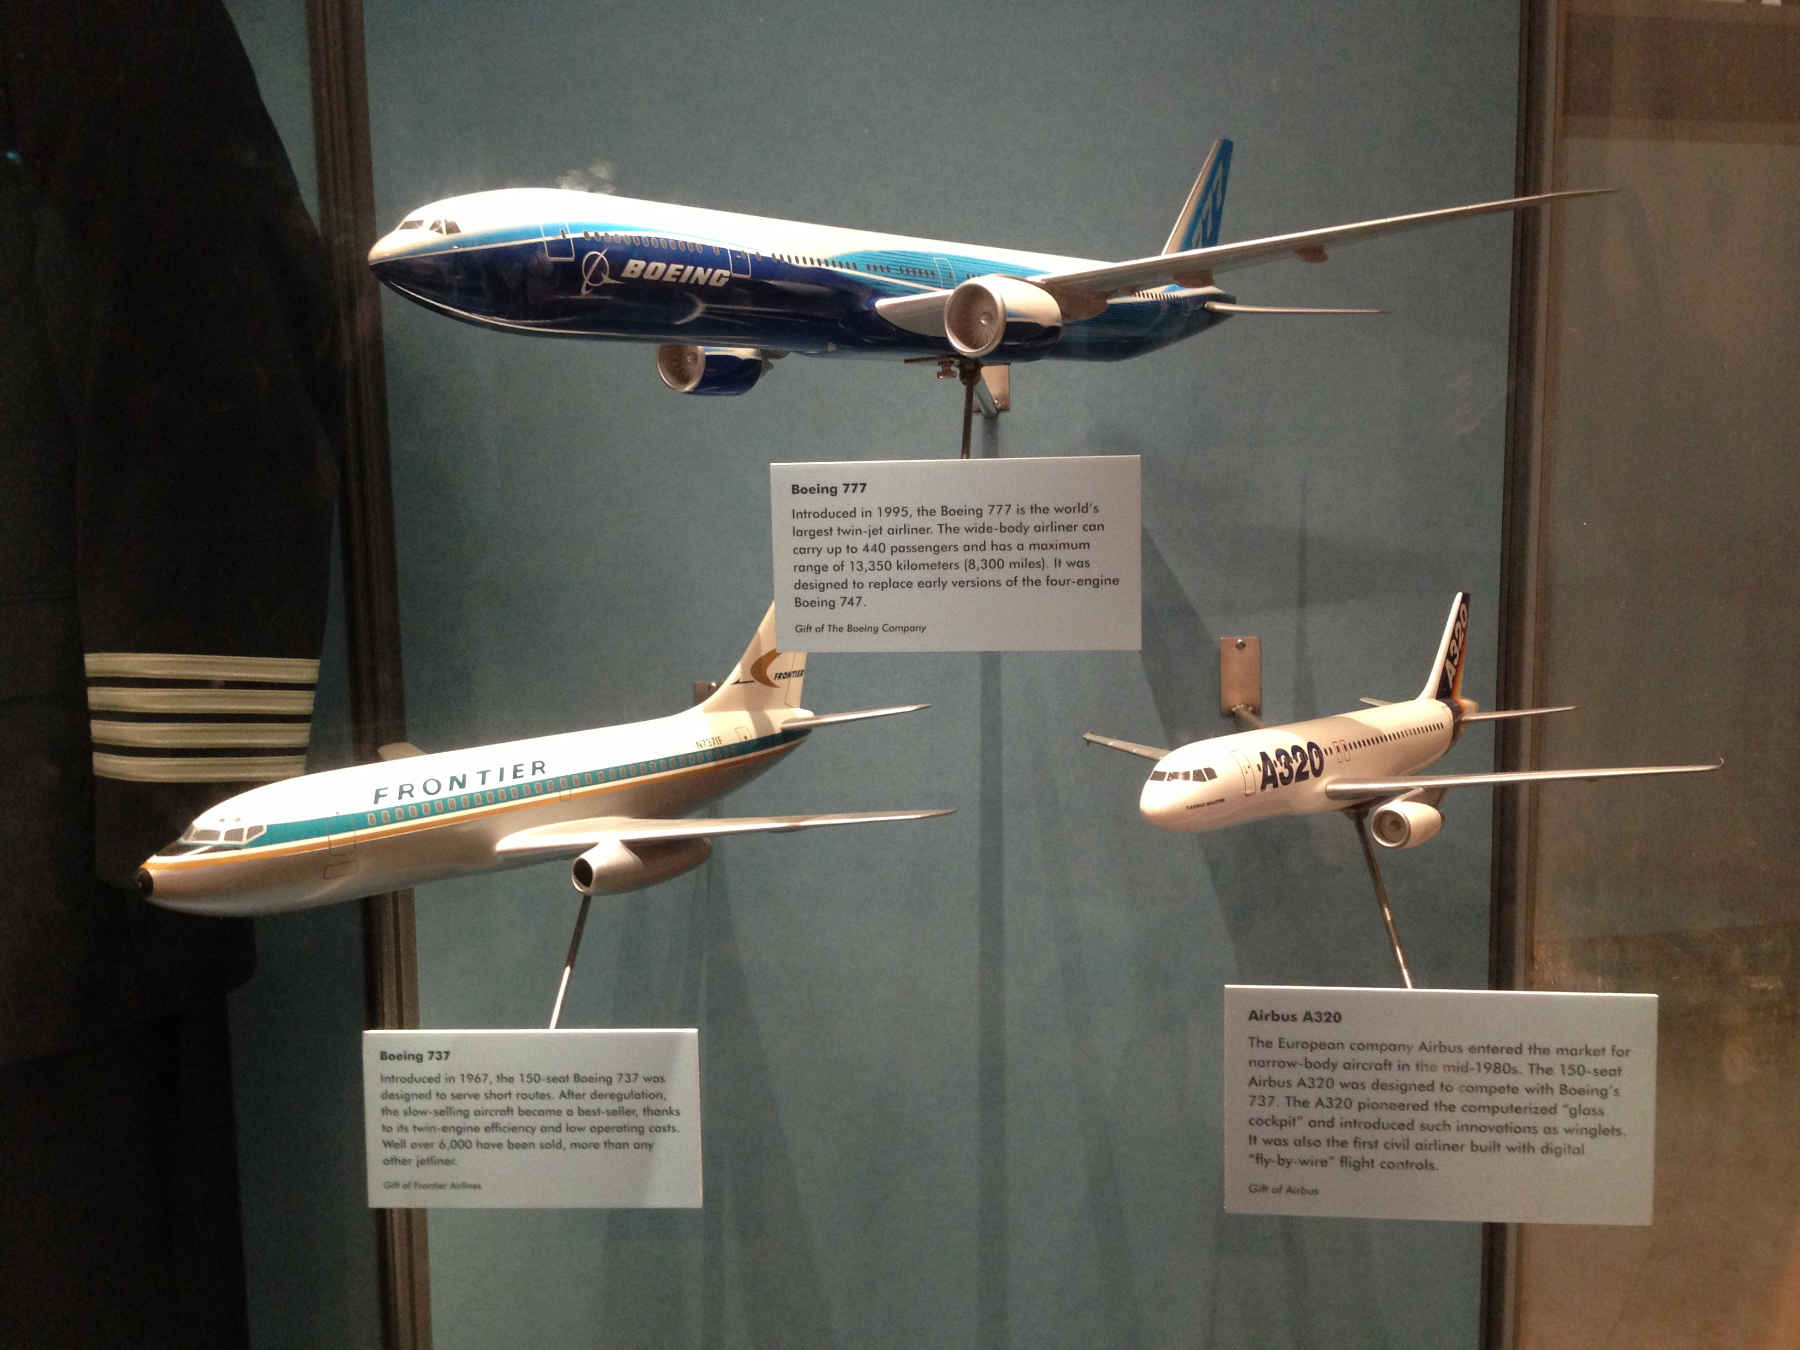 BOEING
777
Boeing 777
Introduced in 1995, the Boeing 777 is the world's
largest twin-jet airliner. The wide-body airliner can
carry up to 440 passengers and has a maximum
range of 13,350 kilometers (8,300 miles). It was
designed to replace early versions of the four-engine
Boeing 747.
Gift of The Boeing Company
FRONTIER
FRONTIER
A320
A320
Boeing 737
Introduced in 1967, the 150-seat Boeing 737 was
designed to serve short routes. After deregulation,
the slow-selling aircraft became a best-seller, thanks
to its twin-engine efficiency and low operating costs.
Well over 6,000 have been sold, more than any
other jetliner.
Gift of Frontier Airlines
Airbus A320
The European company Airbus entered the market for
narrow-body aircraft in the mid-1980s. The 150-seat
Airbus A320 was designed to compete with Boeing's
737. The A320 pioneered the computerized "glass
cockpit" and introduced such innovations as winglets.
It was also the first civil airliner built with digital
"fly-by-wire" flight controls.
Gift of Airbus